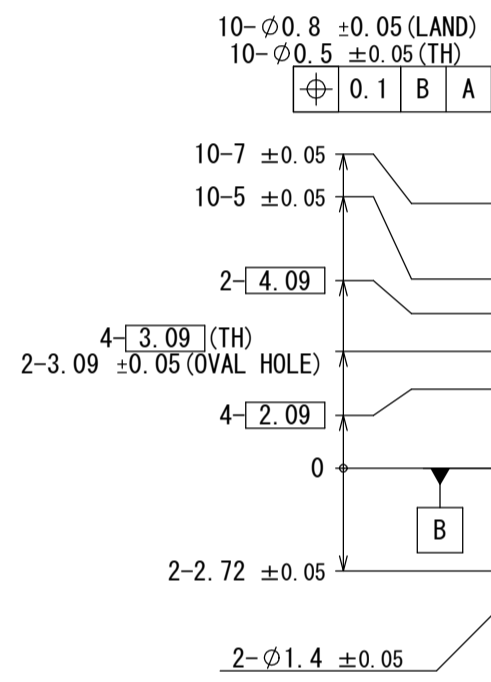 10-∅0.8 ±0.05(LAND)
10-∅0.5 ±0.05(TH)
⌖ 0.1 B A
10-7 ±0.05
10-5 ±0.05
2-4.09
4-3.09(TH)
2-3.09 ±0.05(OVAL HOLE)
4-2.09
0
B
2-2.72 ±0.05
2-∅1.4 ±0.05